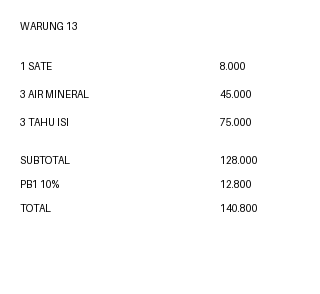 WARUNG 13
1 SATE 8.000
3 AIR MINERAL 45.000
3 TAHU ISI 75.000
SUBTOTAL 128.000
PB1 10% 12.800
TOTAL 140.800